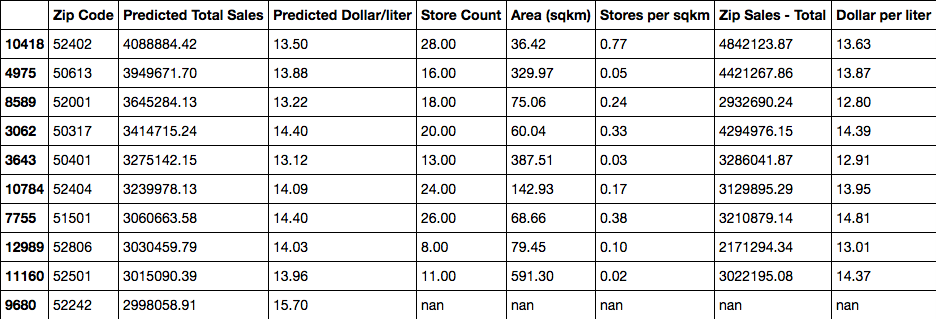 Zip Code Predicted Total Sales Predicted Dollar/liter Store Count Area (sqkm) Stores per sqkm Zip Sales - Total Dollar per liter
10418 52402 4088884.42 13.50 28.00 36.42 0.77 4842123.87 13.63
4975 50613 3949671.70 13.88 16.00 329.97 0.05 4421267.86 13.87
8589 52001 3645284.13 13.22 18.00 75.06 0.24 2932690.24 12.80
3062 50317 3414715.24 14.40 20.00 60.04 0.33 4294976.15 14.39
3643 50401 3275142.15 13.12 13.00 387.51 0.03 3286041.87 12.91
10784 52404 3239978.13 14.09 24.00 142.93 0.17 3129895.29 13.95
7755 51501 3060663.58 14.40 26.00 68.66 0.38 3210879.14 14.81
12989 52806 3030459.79 14.03 8.00 79.45 0.10 2171294.34 13.01
11160 52501 3015090.39 13.96 11.00 591.30 0.02 3022195.08 14.37
9680 52242 2998058.91 15.70 nan nan nan nan nan